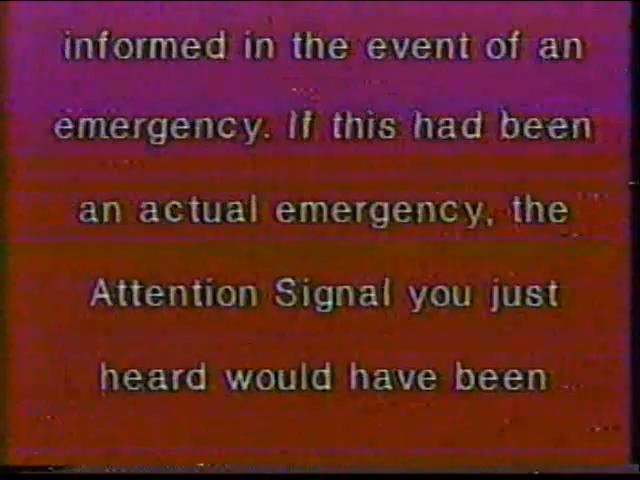 informed in the event of an
emergency. If this had been
an actual emergency, the
Attention Signal you just
heard would have been